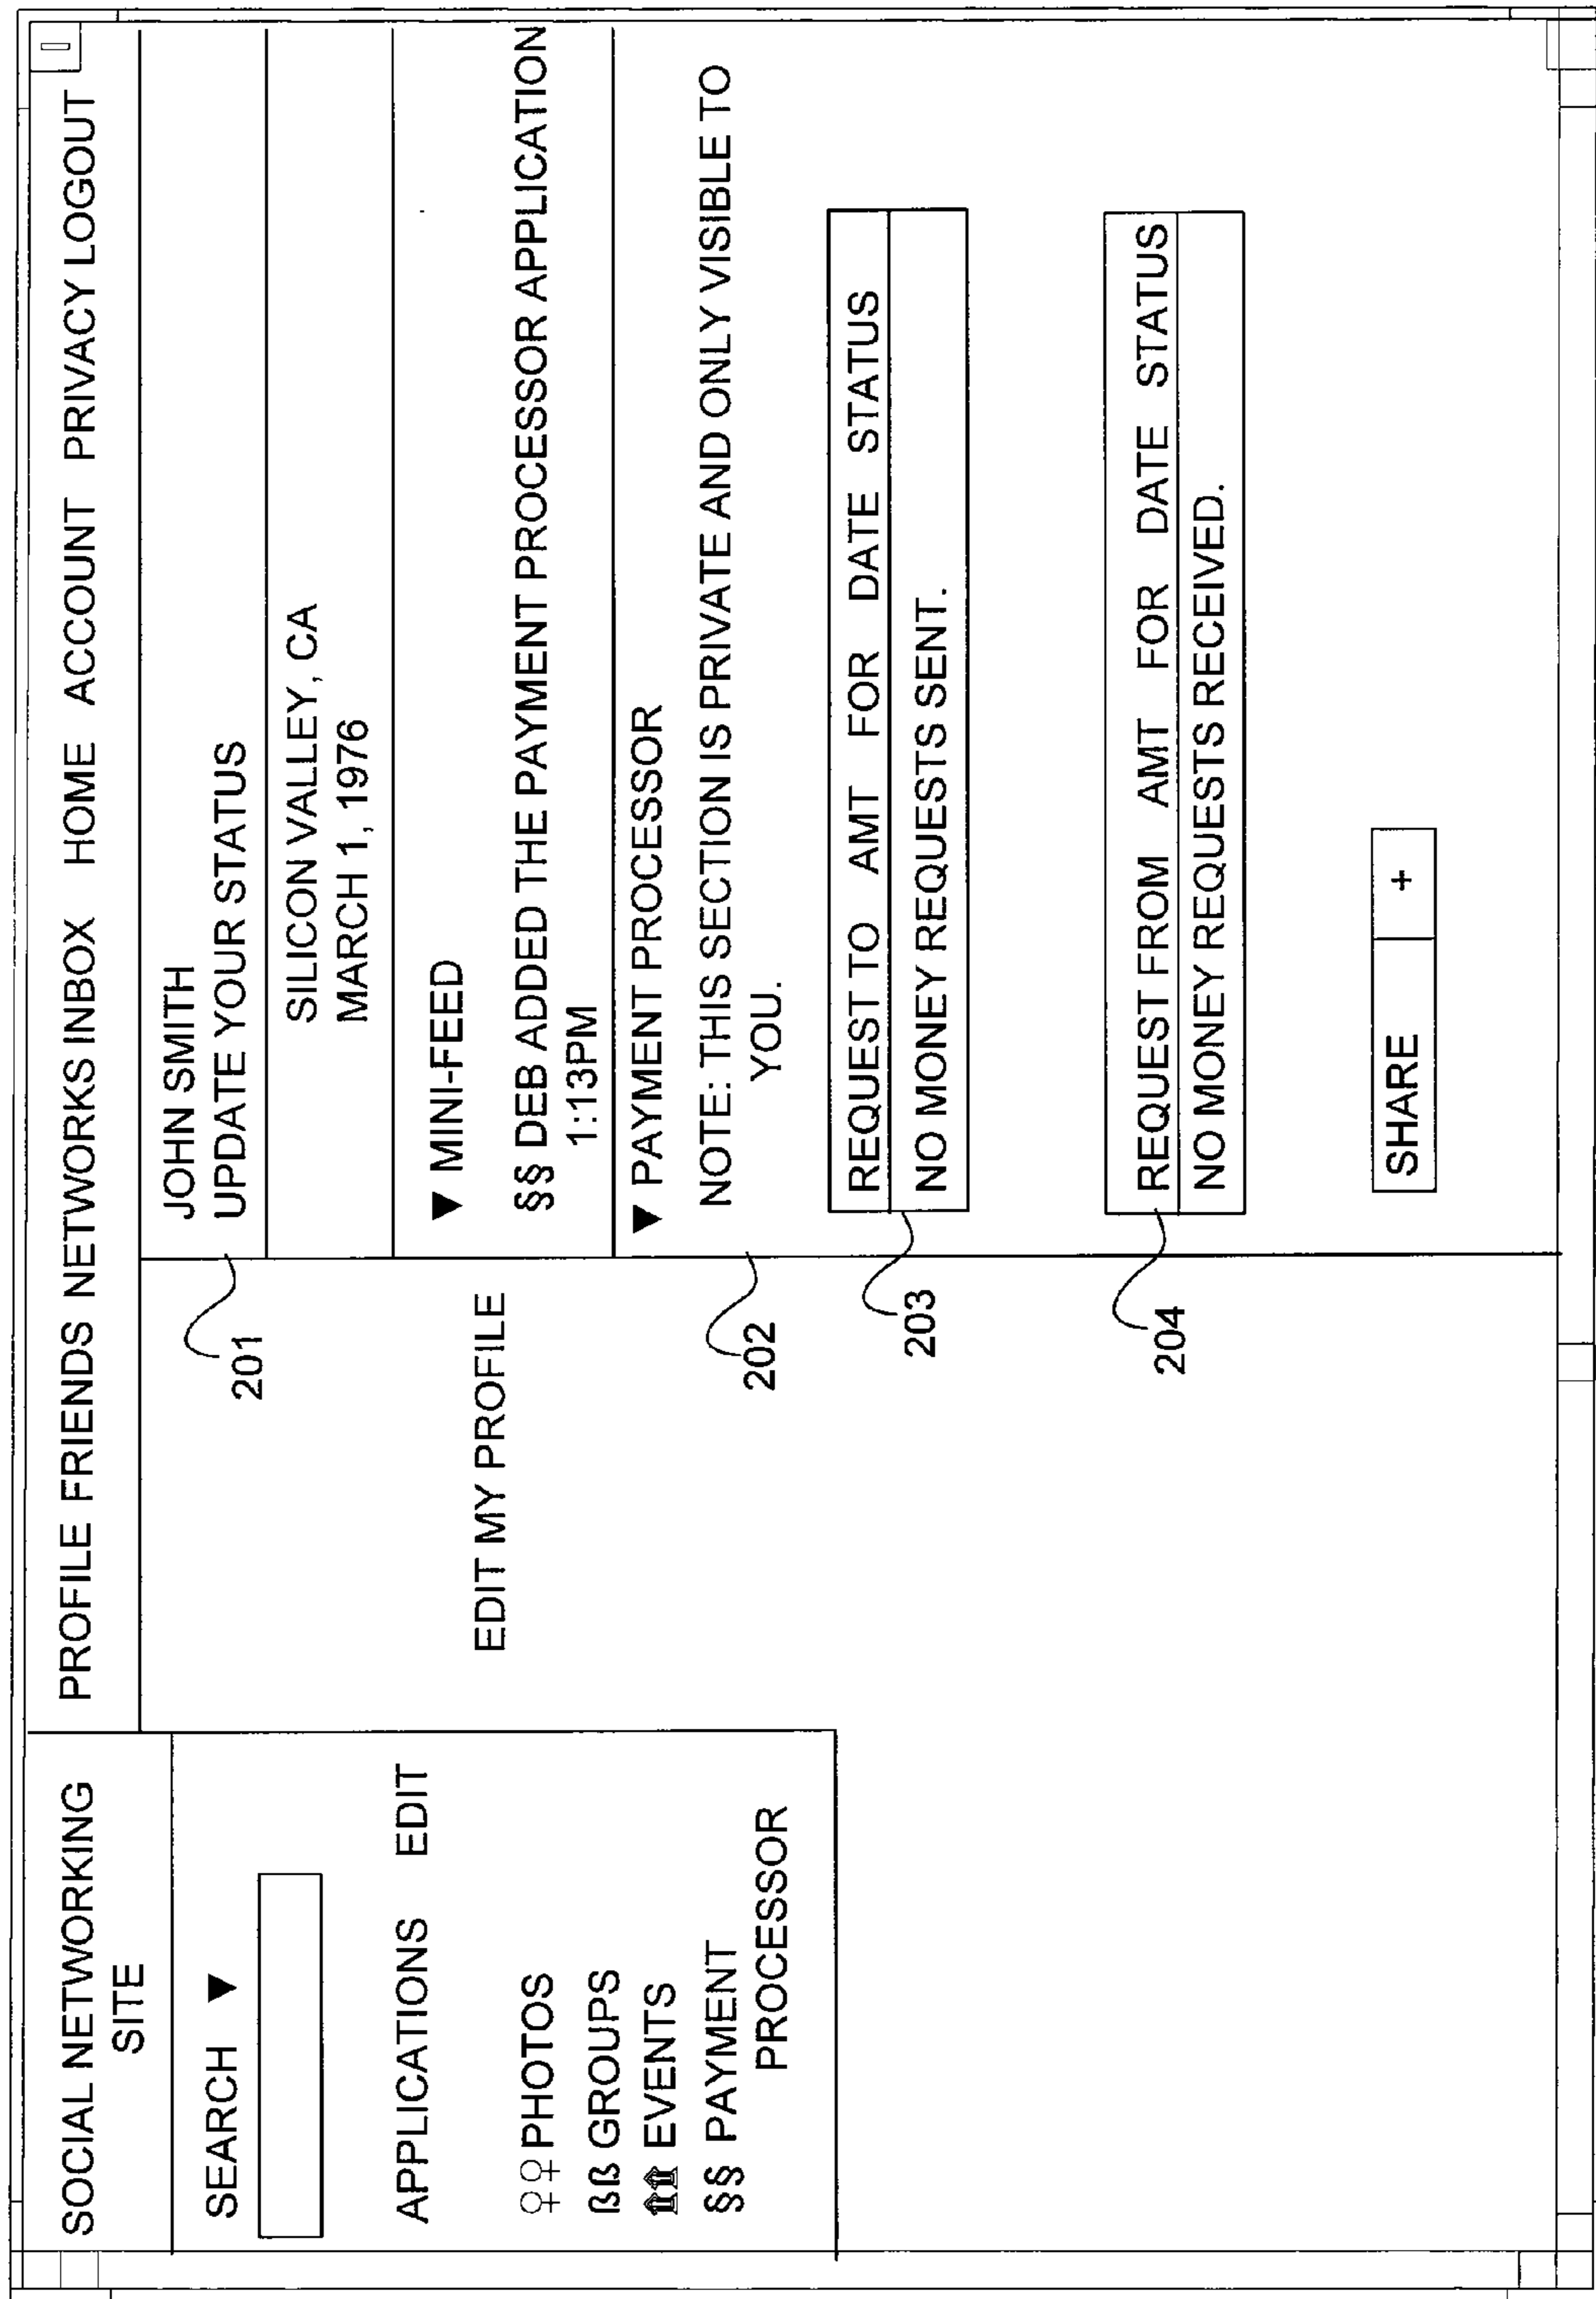 SOCIAL NETWORKING
SITE
PROFILE FRIENDS NETWORKS INBOX HOME ACCOUNT PRIVACY LOGOUT
SEARCH ▼
APPLICATIONS EDIT
♀♀ PHOTOS
ßß GROUPS
⇮⇮ EVENTS
§§ PAYMENT
PROCESSOR
EDIT MY PROFILE
201
JOHN SMITH
UPDATE YOUR STATUS
SILICON VALLEY, CA
MARCH 1, 1976
▼ MINI-FEED
§§ DEB ADDED THE PAYMENT PROCESSOR APPLICATION
1:13PM
▼ PAYMENT PROCESSOR
202
NOTE: THIS SECTION IS PRIVATE AND ONLY VISIBLE TO
YOU.
203
REQUEST TO AMT FOR DATE STATUS
NO MONEY REQUESTS SENT.
204
REQUEST FROM AMT FOR DATE STATUS
NO MONEY REQUESTS RECEIVED.
SHARE +